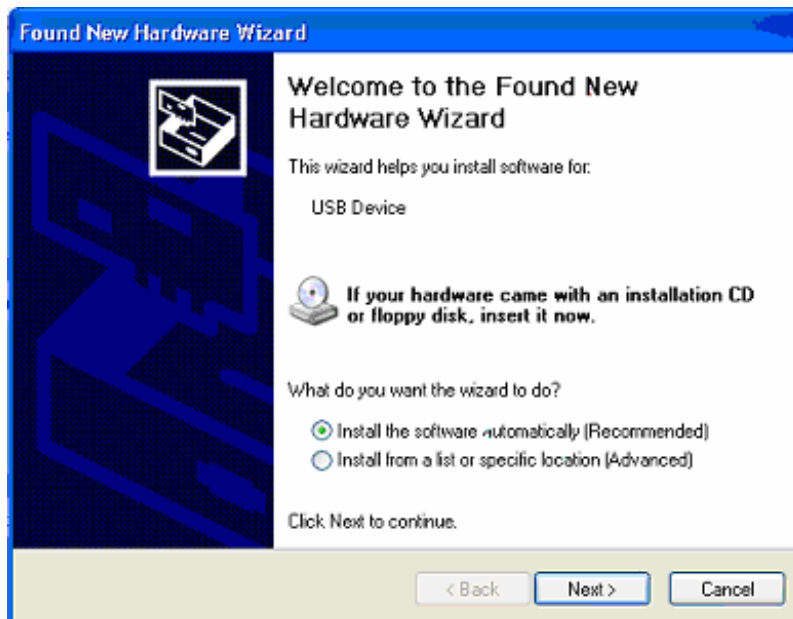 Found New Hardware Wizard
Welcome to the Found New
Hardware Wizard
This wizard helps you install software for:
USB Device
If your hardware came with an installation CD
or floppy disk, insert it now.
What do you want the wizard to do?
Install the software automatically (Recommended)
Install from a list or specific location (Advanced)
Click Next to continue.
< Back Next > Cancel